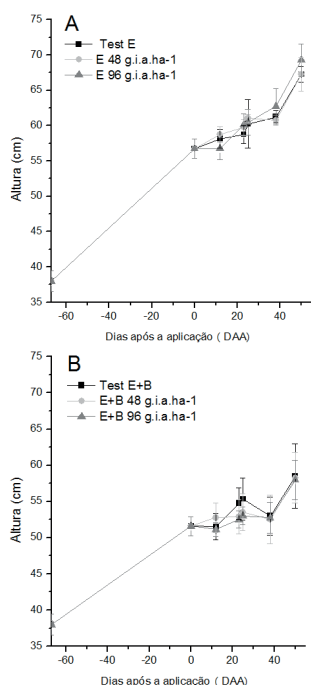 A
Test E
E 48 g.i.a.ha-1
E 96 g.i.a.ha-1
Altura (cm)
75
70
65
60
55
50
45
40
35
-60 -40 -20 0 20 40
Dias após a aplicação ( DAA)
B
Test E+B
E+B 48 g.i.a.ha-1
E+B 96 g.i.a.ha-1
Altura (cm)
75
70
65
60
55
50
45
40
35
-60 -40 -20 0 20 40 60
Dias após a aplicação ( DAA)